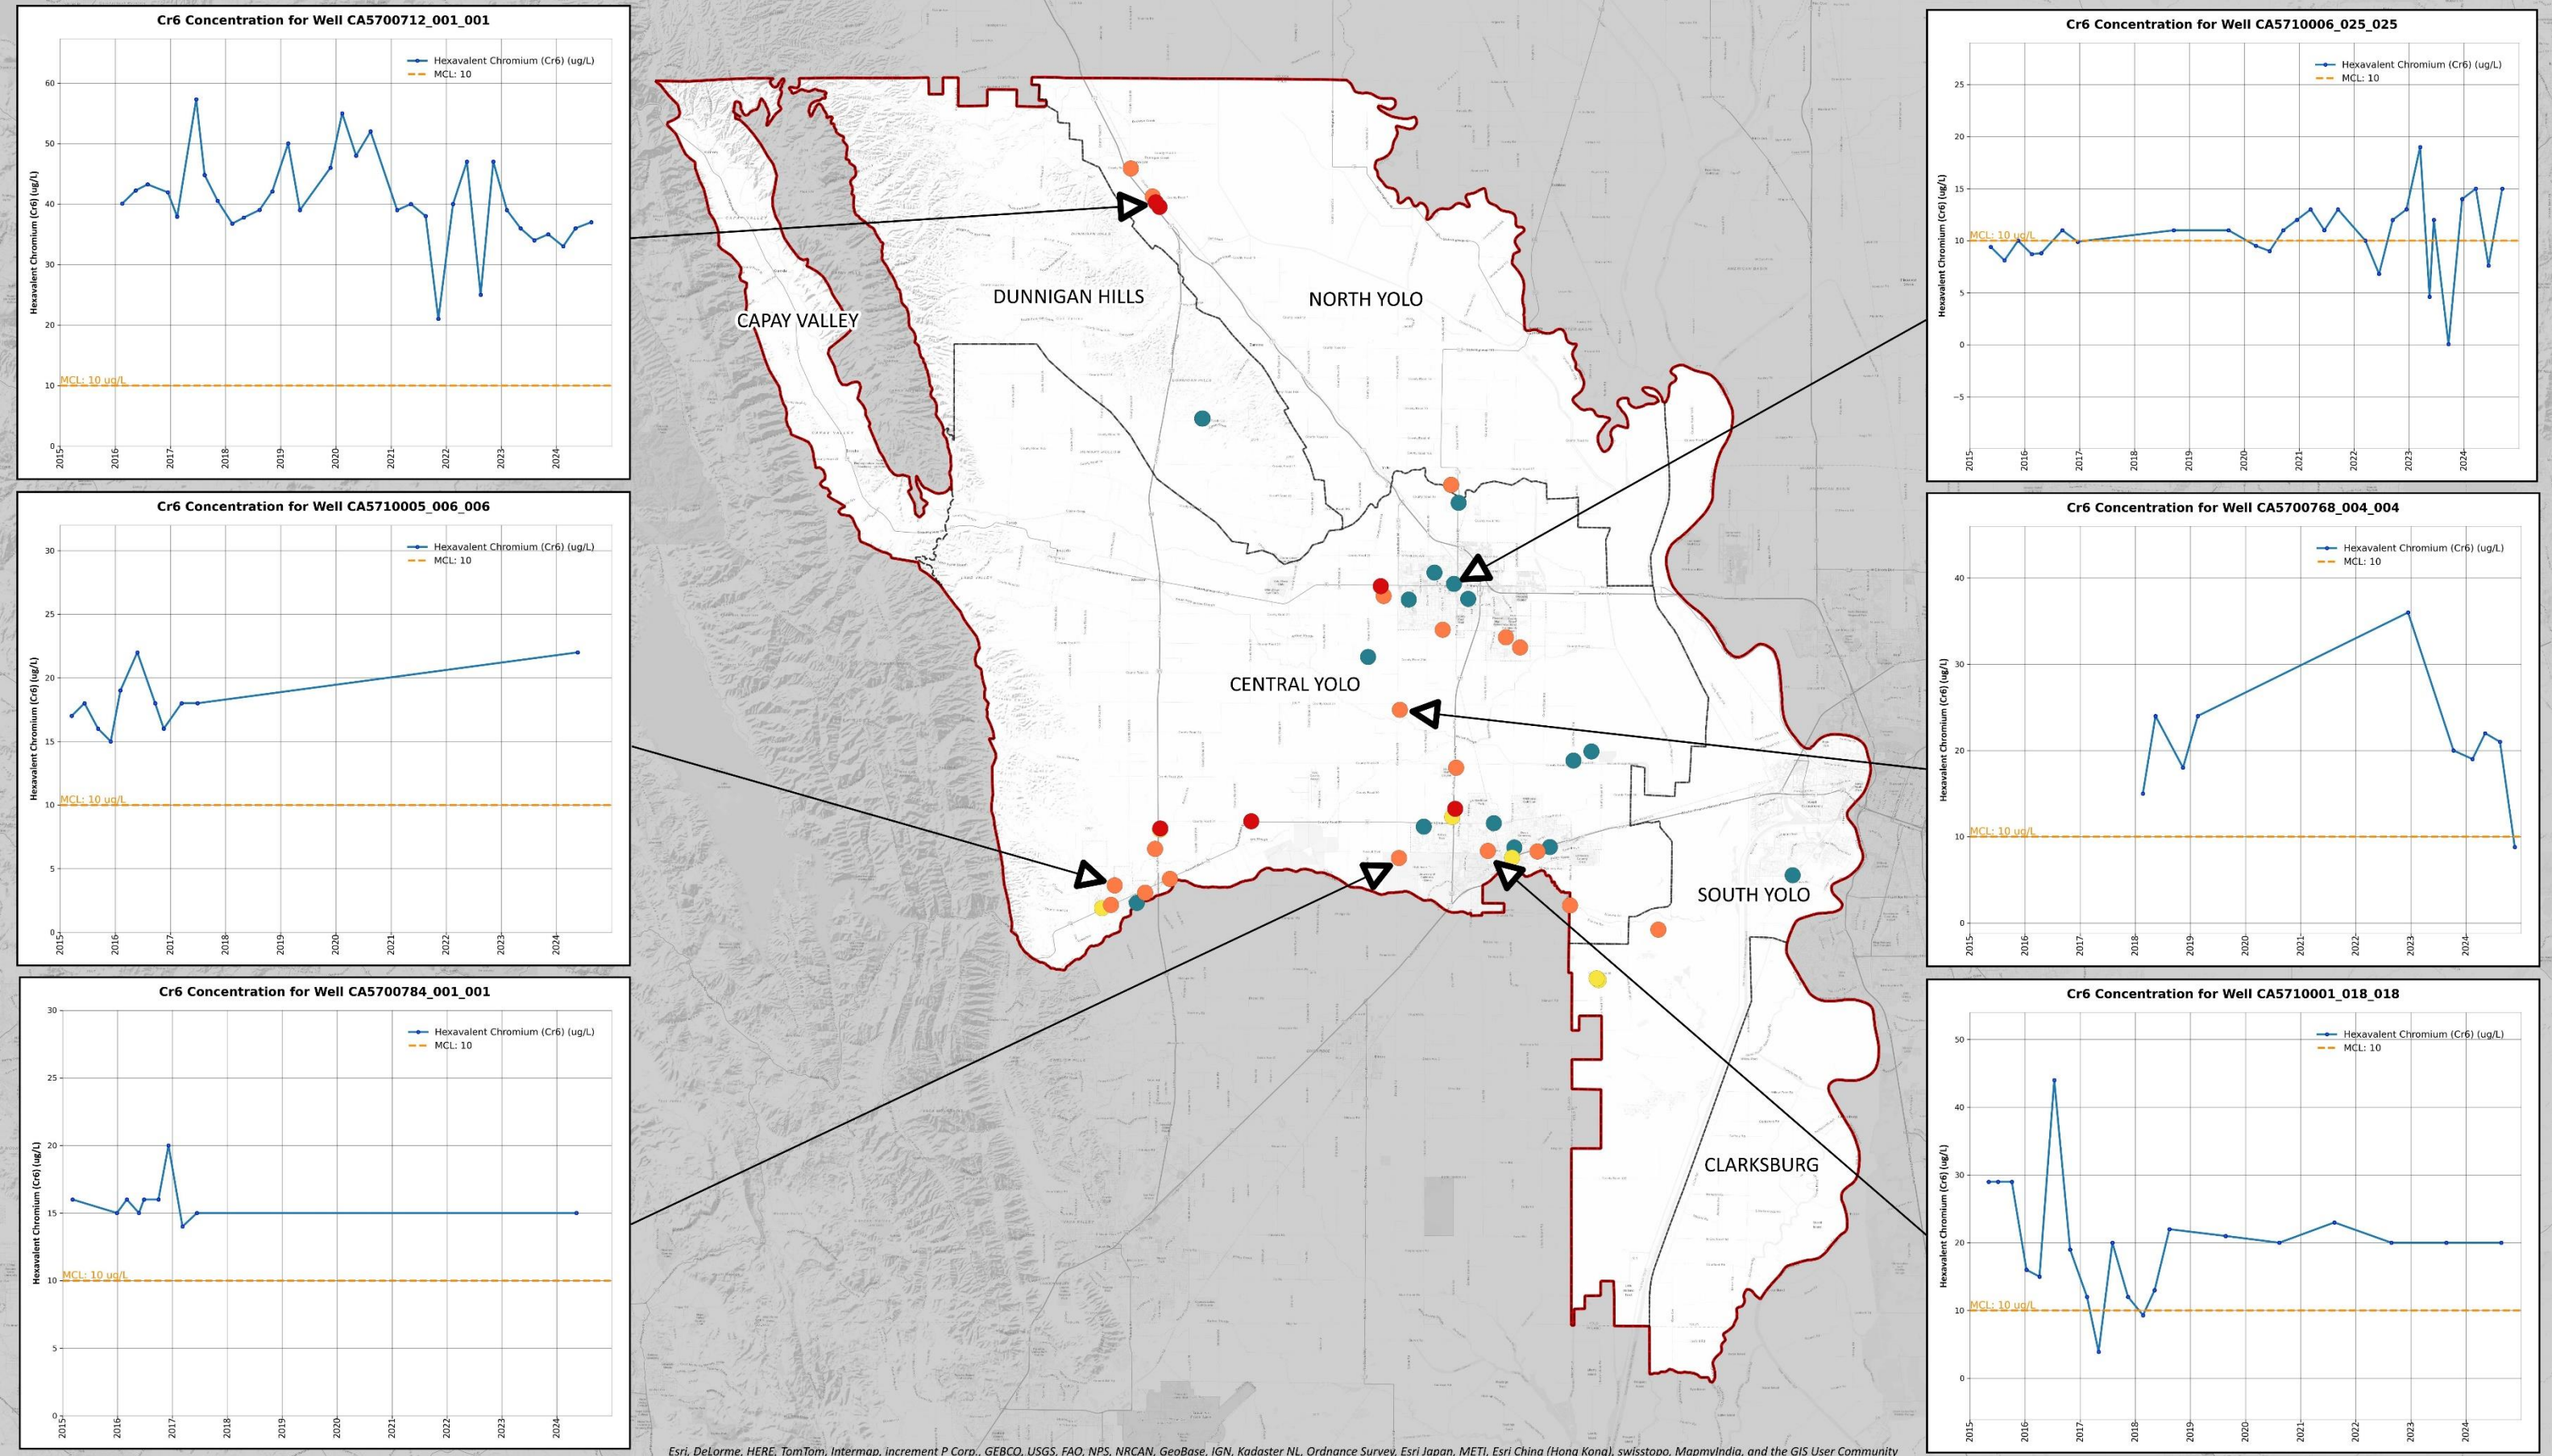 Cr6 Concentration for Well CA5700712_001_001
Hexavalent Chromium (Cr6) (ug/L)
MCL: 10
Hexavalent Chromium (Cr6) (ug/L)
60
50
40
30
20
10
0
MCL: 10 ug/L
2015 2016 2017 2018 2019 2020 2021 2022 2023 2024
Cr6 Concentration for Well CA5710005_006_006
Hexavalent Chromium (Cr6) (ug/L)
MCL: 10
Hexavalent Chromium (Cr6) (ug/L)
30
25
20
15
10
5
0
MCL: 10 ug/L
2015 2016 2017 2018 2019 2020 2021 2022 2023 2024
Cr6 Concentration for Well CA5700784_001_001
Hexavalent Chromium (Cr6) (ug/L)
MCL: 10
Hexavalent Chromium (Cr6) (ug/L)
30
25
20
15
10
5
0
MCL: 10 ug/L
2015 2016 2017 2018 2019 2020 2021 2022 2023 2024
DUNNIGAN HILLS
NORTH YOLO
CAPAY VALLEY
CENTRAL YOLO
SOUTH YOLO
CLARKSBURG
Cr6 Concentration for Well CA5710006_025_025
Hexavalent Chromium (Cr6) (ug/L)
MCL: 10
Hexavalent Chromium (Cr6) (ug/L)
25
20
15
10
5
0
−5
MCL: 10 ug/L
2015 2016 2017 2018 2019 2020 2021 2022 2023 2024
Cr6 Concentration for Well CA5700768_004_004
Hexavalent Chromium (Cr6) (ug/L)
MCL: 10
Hexavalent Chromium (Cr6) (ug/L)
40
30
20
10
0
MCL: 10 ug/L
2015 2016 2017 2018 2019 2020 2021 2022 2023 2024
Cr6 Concentration for Well CA5710001_018_018
Hexavalent Chromium (Cr6) (ug/L)
MCL: 10
Hexavalent Chromium (Cr6) (ug/L)
50
40
30
20
10
0
MCL: 10 ug/L
2015 2016 2017 2018 2019 2020 2021 2022 2023 2024
Esri, DeLorme, HERE, TomTom, Intermap, increment P Corp., GEBCO, USGS, FAO, NPS, NRCAN, GeoBase, IGN, Kadaster NL, Ordnance Survey, Esri Japan, METI, Esri China (Hong Kong), swisstopo, MapmyIndia, and the GIS User Community